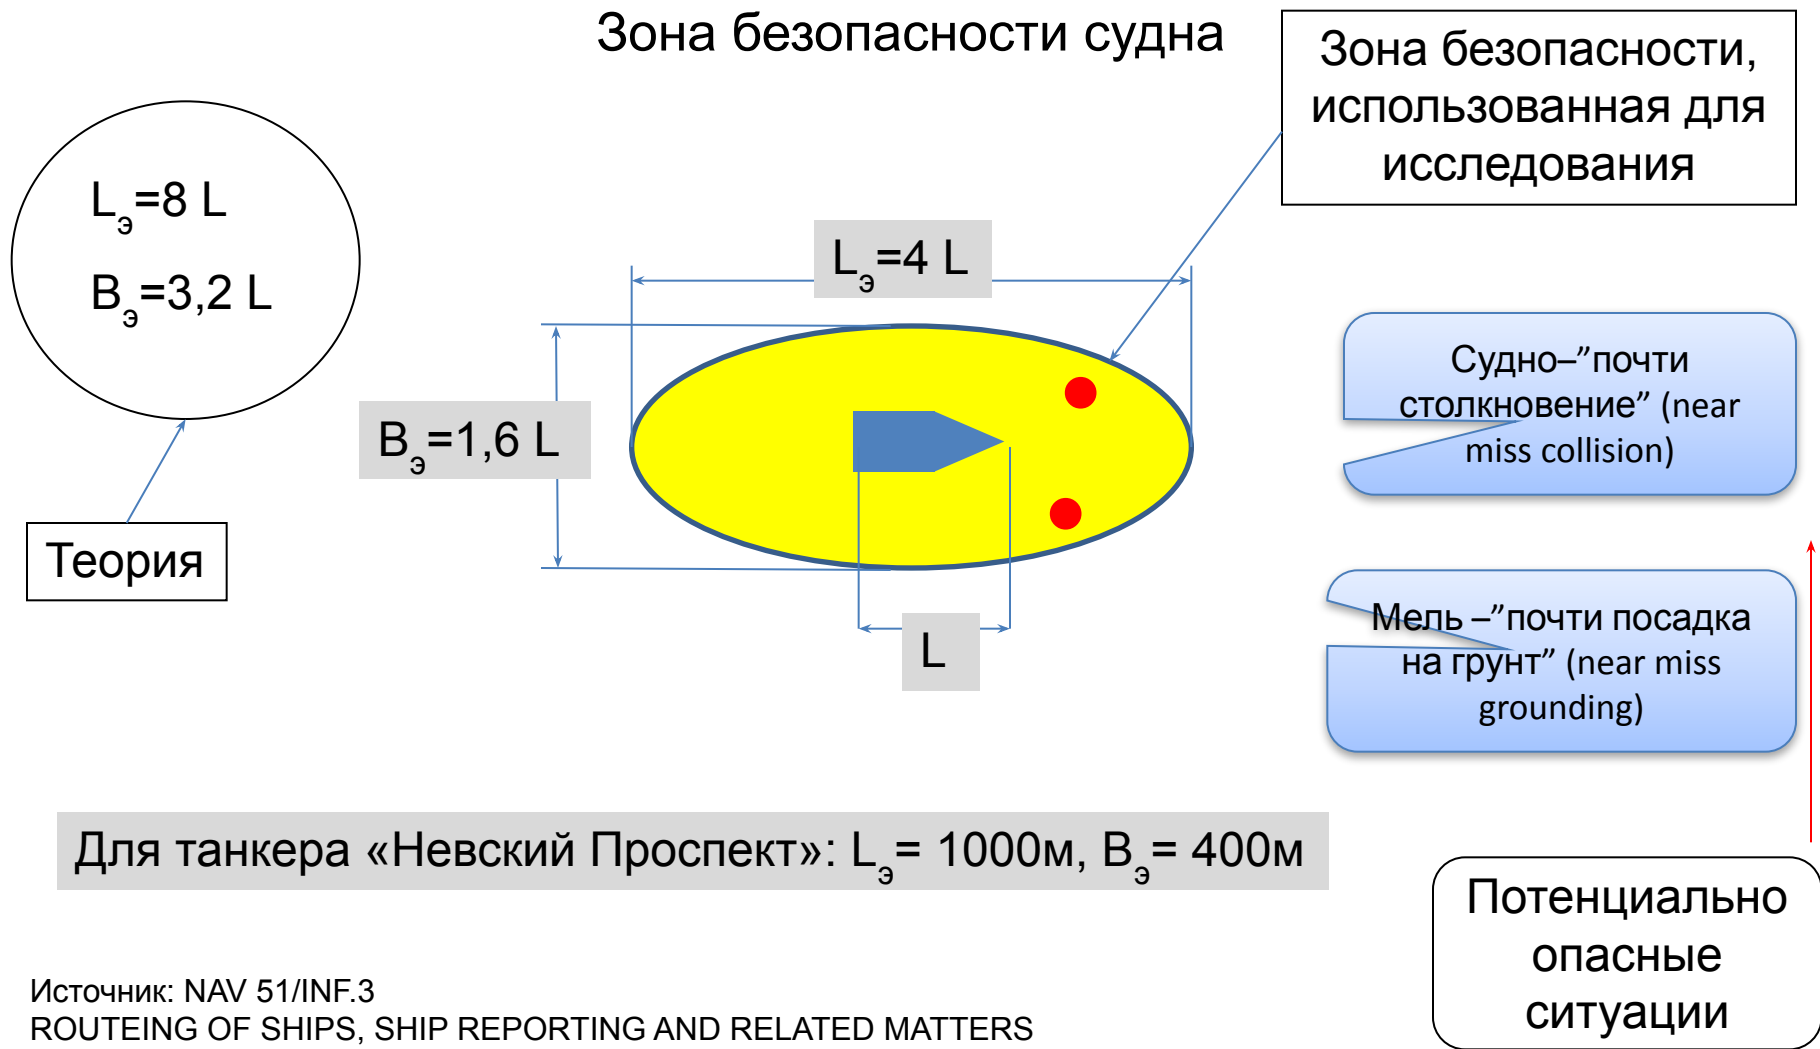 Зона безопасности судна
Зона безопасности,
использованная для
исследования
Lэ=8 L
Bэ=3,2 L
Теория
Lэ=4 L
Bэ=1,6 L
L
Судно–”почти
столкновение” (near
miss collision)
Мель –”почти посадка
на грунт” (near miss
grounding)
Для танкера «Невский Проспект»: Lэ= 1000м, Bэ= 400м
Потенциально
опасные
ситуации
Источник: NAV 51/INF.3
ROUTEING OF SHIPS, SHIP REPORTING AND RELATED MATTERS